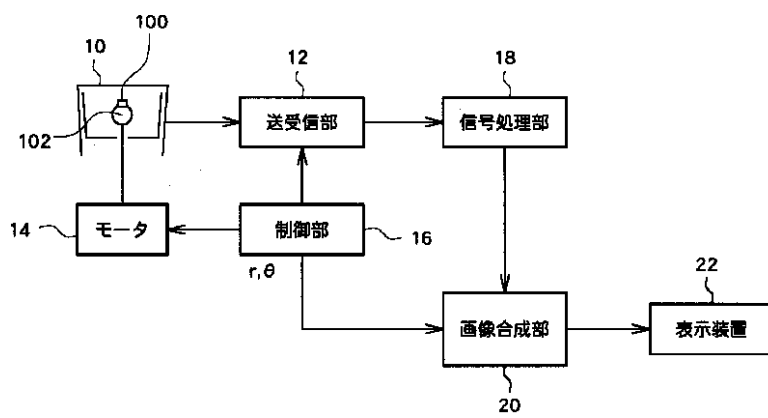 100
10
12
18
102
送受信部
信号処理部
14
モータ
制御部
16
r,θ
22
画像合成部
表示装置
20